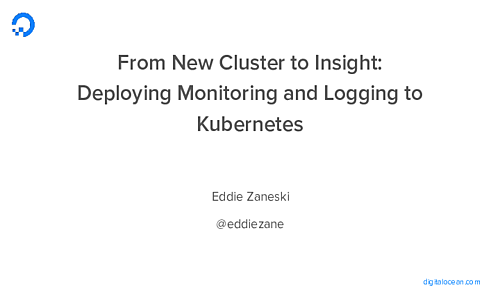 From New Cluster to Insight:
Deploying Monitoring and Logging to
Kubernetes
Eddie Zaneski
@eddiezane
digitalocean.com